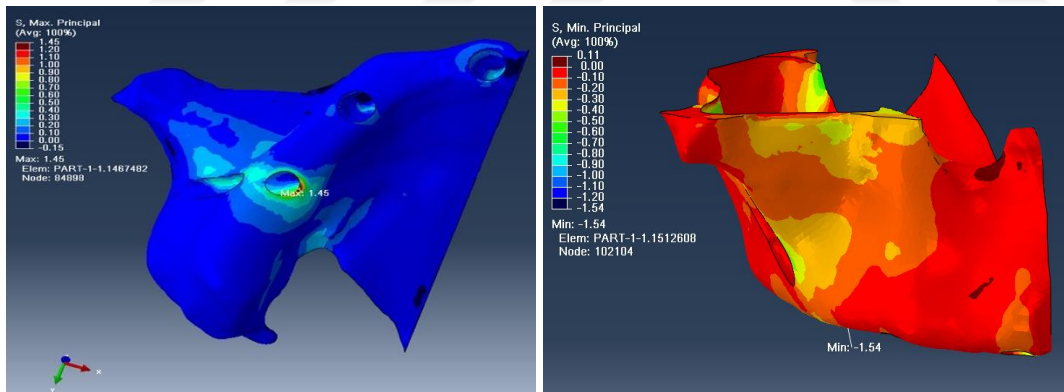 S, Max. Principal
(Avg: 100%)
1.45
1.20
1.10
1.00
0.90
0.80
0.70
0.60
0.50
0.40
0.30
0.20
0.10
0.00
-0.15
Max: 1.45
Elem: PART-1-1.1467482
Node: 84898
Max: 1.45
x
Y
S, Min. Principal
(Avg: 100%)
0.11
0.00
-0.10
-0.20
-0.30
-0.40
-0.50
-0.60
-0.70
-0.80
-0.90
-1.00
-1.10
-1.20
-1.54
Min: -1.54
Elem: PART-1-1.1512608
Node: 102104
Min: -1.54